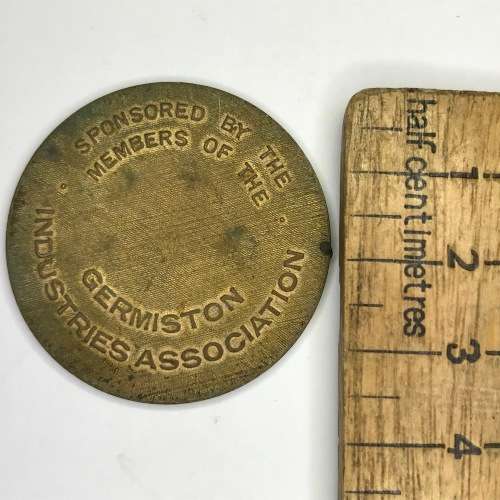 SPONSORED BY THE
MEMBERS OF THE
GERMISTON
INDUSTRIES ASSOCIATION
half centimetres
1
2
3
4